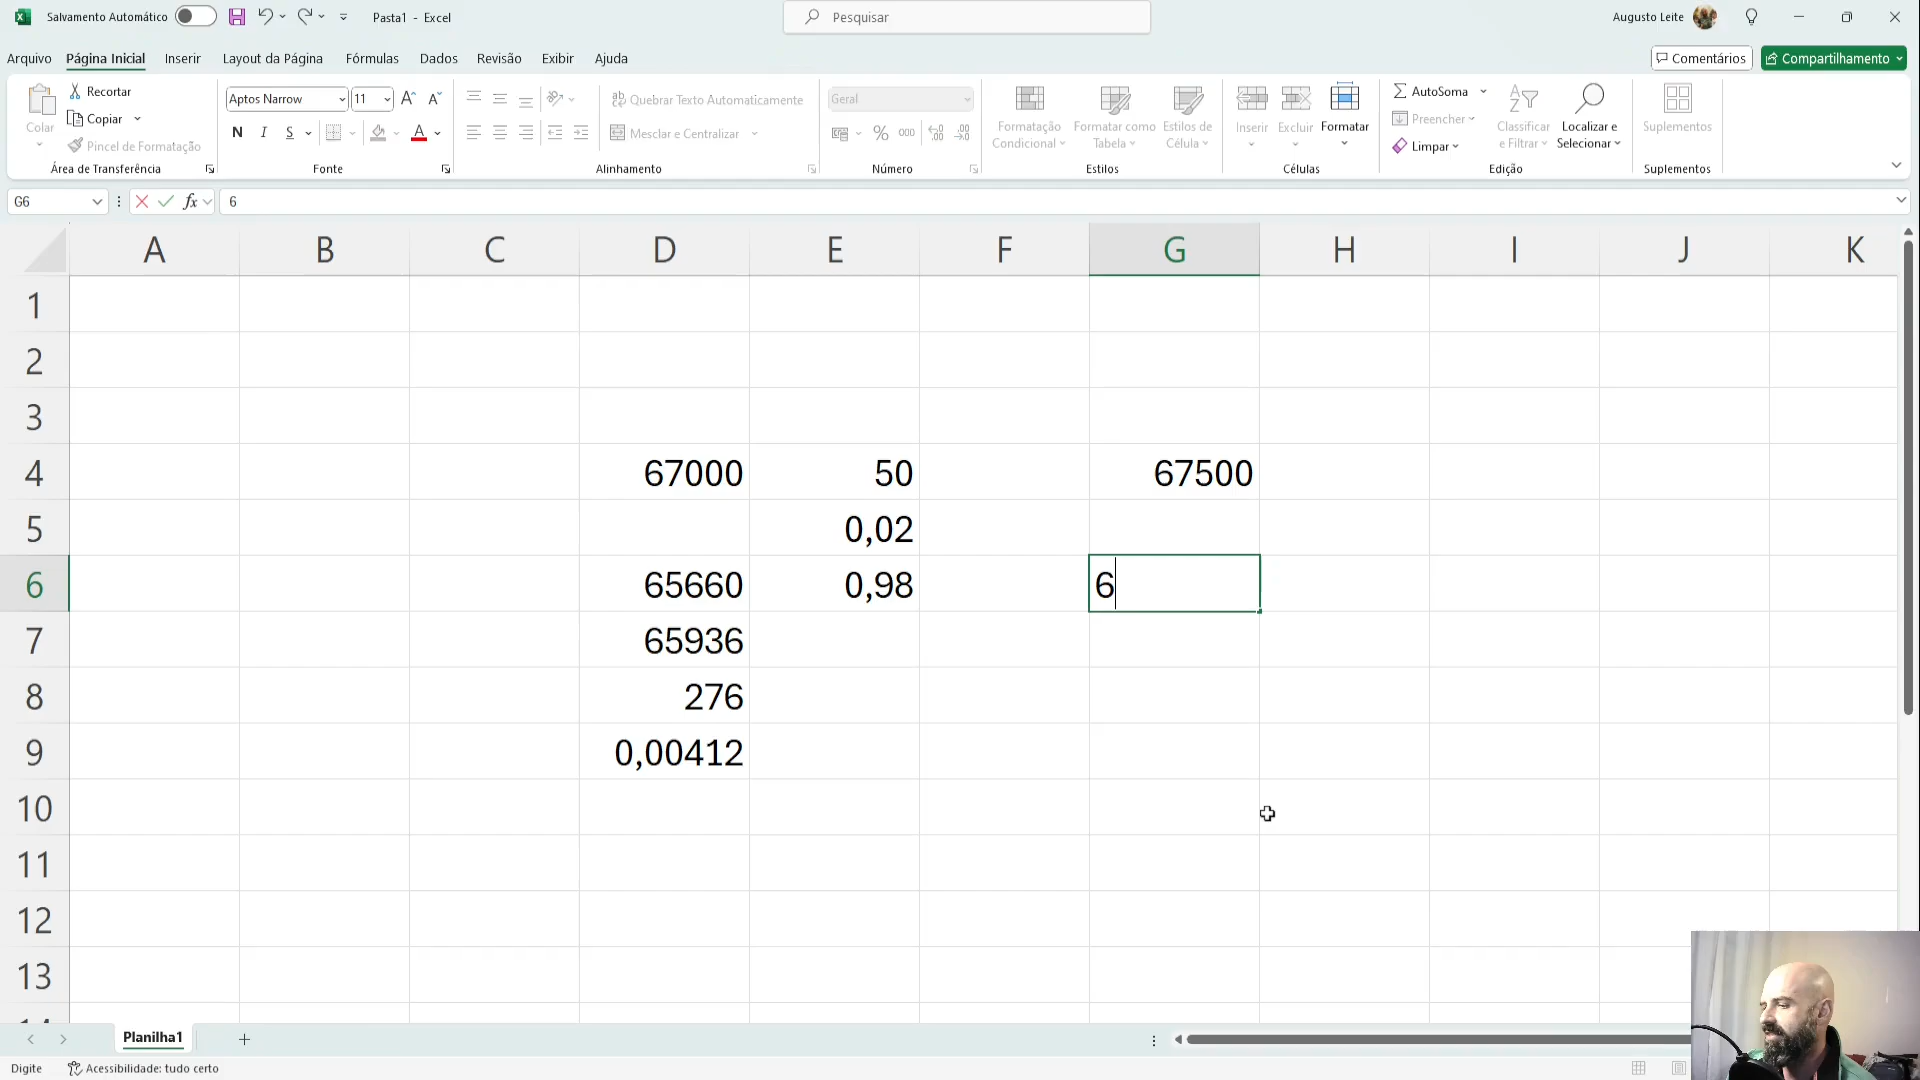 Salvamento Automático
Pasta1 - Excel
Pesquisar
Augusto Leite
Arquivo
Página Inicial
Inserir
Layout da Página
Fórmulas
Dados
Revisão
Exibir
Ajuda
Comentários
Compartilhamento
Colar
Recortar
Copiar
Pincel de Formatação
Área de Transferência
Aptos Narrow
11
N I S
Fonte
Quebrar Texto Automaticamente
Mesclar e Centralizar
Alinhamento
Geral
% 000
Número
Formatação Condicional
Formatar como Tabela
Estilos de Célula
Estilos
Inserir
Excluir
Formatar
Células
AutoSoma
Preencher
Limpar
Classificar e Filtrar
Localizar e Selecionar
Edição
Suplementos
Suplementos
G6
fx
6
A B C D E F G H I J K
1
2
3
4 67000 50 67500
5 0,02
6 65660 0,98 6
7 65936
8 276
9 0,00412
10
11
12
13
Planilha1
Digite
Acessibilidade: tudo certo